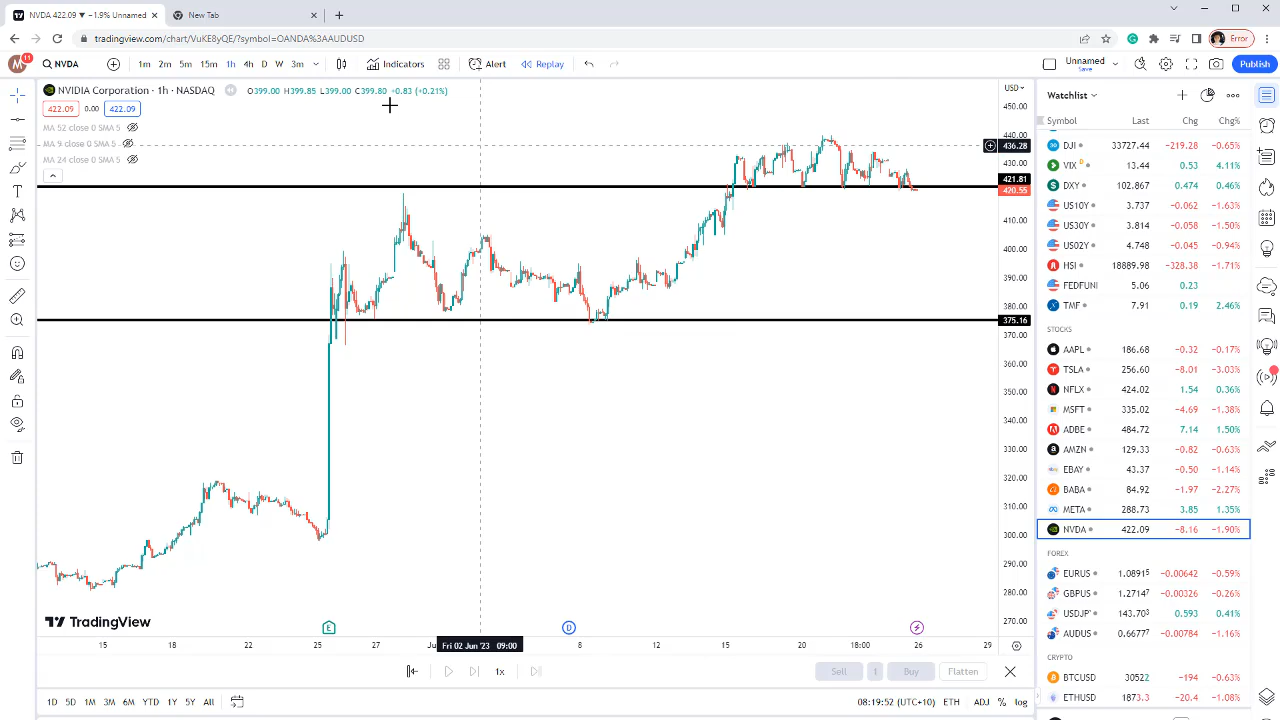 NVDA 422.09 ▼ −1.9% Unnamed
New Tab
tradingview.com/chart/VuKE8yQE/?symbol=OANDA%3AAUDUSD
Error
M 11 NVDA 1m 2m 5m 15m 1h 4h D W 3m Indicators Alert Replay Unnamed Save Publish
NVIDIA Corporation · 1h · NASDAQ O399.00 H399.85 L399.00 C399.80 +0.83 (+0.21%)
422.09 0.00 422.09
MA 52 close 0 SMA 5
MA 9 close 0 SMA 5
MA 24 close 0 SMA 5
USD
450.00
440.00
436.28
430.00
421.81
420.55
410.00
400.00
390.00
380.00
375.16
370.00
360.00
350.00
340.00
330.00
320.00
310.00
300.00
290.00
280.00
270.00
TradingView
E D
15 18 22 25 27 Fri 02 Jun '23 09:00 8 12 15 20 18:00 26 29
1x
Sell 1 Buy Flatten
1D 5D 1M 3M 6M YTD 1Y 5Y All 08:19:52 (UTC+10) ETH ADJ % log
Watchlist
Symbol Last Chg Chg%
DJI 33727.44 −219.28 −0.65%
VIX D 13.44 0.53 4.11%
DXY 102.867 0.474 0.46%
US10Y 3.737 −0.062 −1.63%
US30Y 3.814 −0.058 −1.50%
US02Y 4.748 −0.045 −0.94%
HSI 18889.98 −328.38 −1.71%
FEDFUNI 5.06 0.23
TMF 7.91 0.19 2.46%
STOCKS
AAPL 186.68 −0.32 −0.17%
TSLA 256.60 −8.01 −3.03%
NFLX 424.02 1.54 0.36%
MSFT 335.02 −4.69 −1.38%
ADBE 484.72 7.14 1.50%
AMZN 129.33 −0.82 −0.63%
EBAY 43.37 −0.50 −1.14%
BABA 84.92 −1.97 −2.27%
META 288.73 3.85 1.35%
NVDA 422.09 −8.16 −1.90%
FOREX
EURUS 1.08915 −0.00642 −0.59%
GBPUS 1.27147 −0.00326 −0.26%
USDJP 143.705 0.593 0.41%
AUDUS 0.66777 −0.00784 −1.16%
CRYPTO
BTCUSD 30522 −194 −0.63%
ETHUSD 1873.3 −20.4 −1.08%